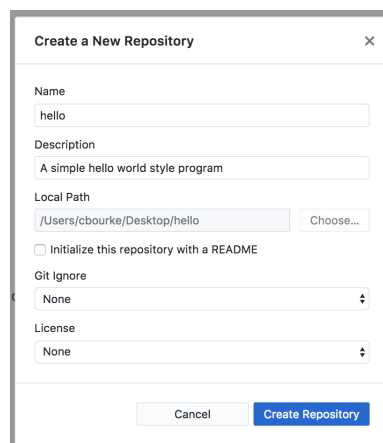 Create a New Repository
Name
hello
Description
A simple hello world style program
Local Path
/Users/cbourke/Desktop/hello Choose...
Initialize this repository with a README
Git Ignore
None
License
None
Cancel Create Repository